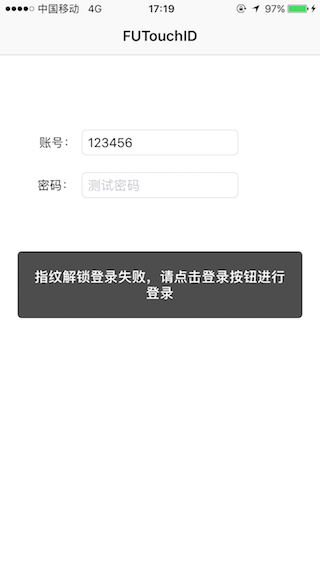 中国移动 4G 17:19 97%
FUTouchID
账号： 123456
密码： 测试密码
指纹解锁登录失败，请点击登录按钮进行
登录